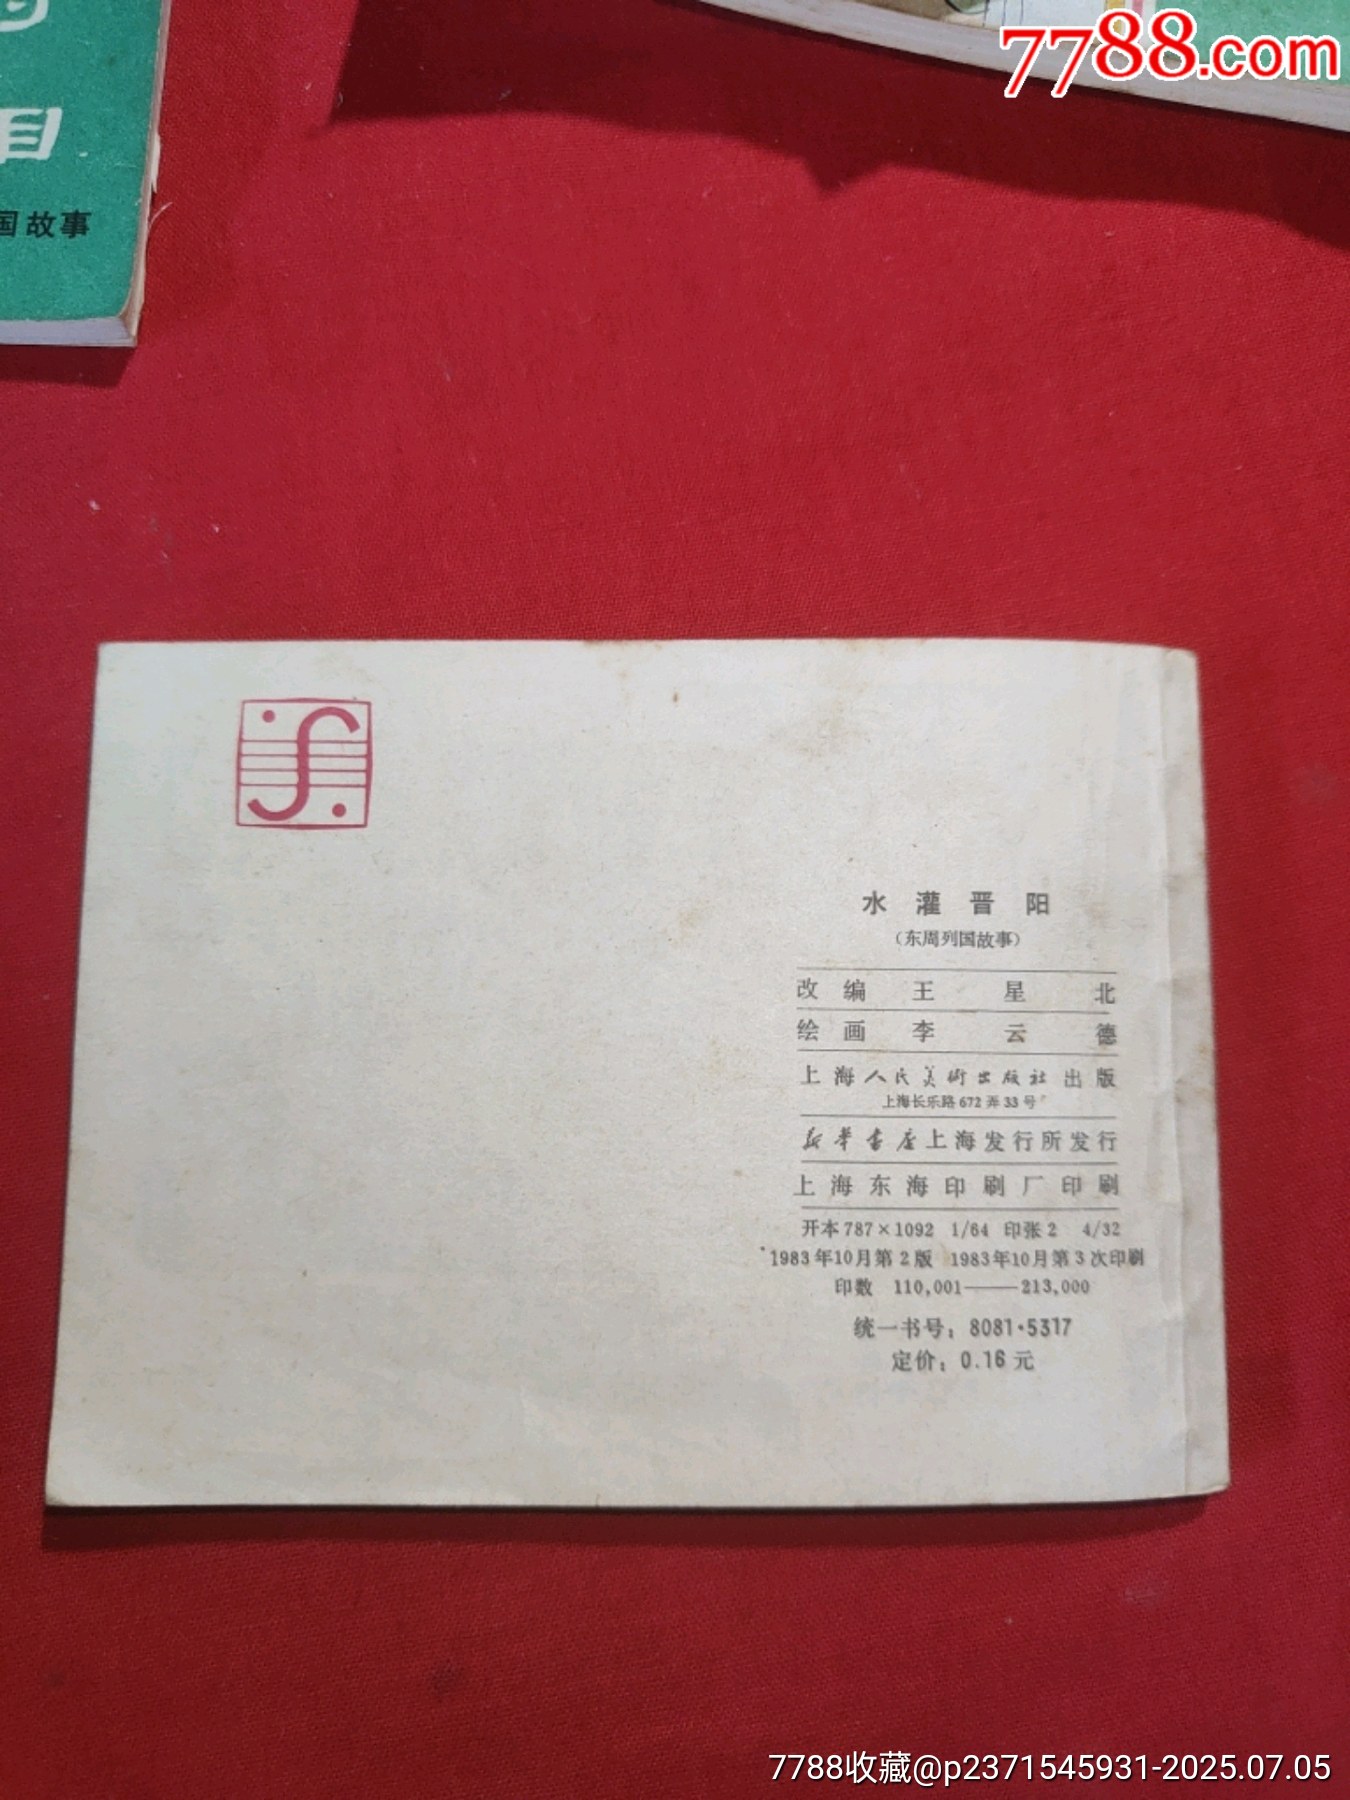 7788.com
国故事
水灌晋阳
（东周列国故事）
改编 王星北
绘画 李云德
上海人民美術出版社出版
上海长乐路672弄33号
新华書店上海发行所发行
上海东海印刷厂印刷
开本787×1092 1/64 印张2 4/32
1983年10月第2版 1983年10月第3次印刷
印数 110,001——213,000
统一书号：8081·5317
定价：0.16元
7788收藏@p2371545931-2025.07.05